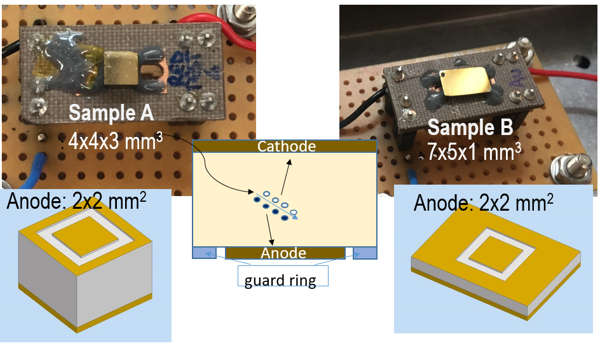 Sample A
4x4x3 mm³
Sample B
7x5x1 mm³
Cathode
Anode: 2x2 mm²
Anode: 2x2 mm²
Anode
guard ring